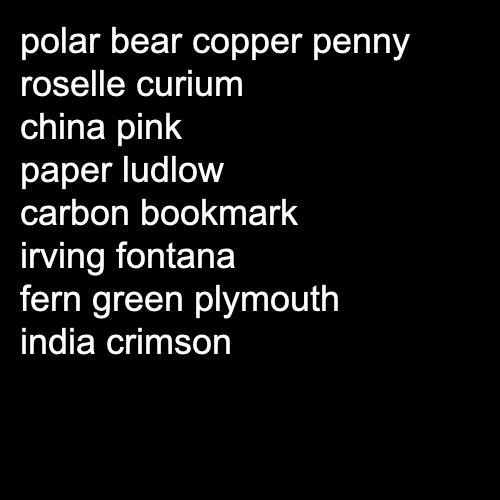 polar bear copper penny
roselle curium
china pink
paper ludlow
carbon bookmark
irving fontana
fern green plymouth
india crimson